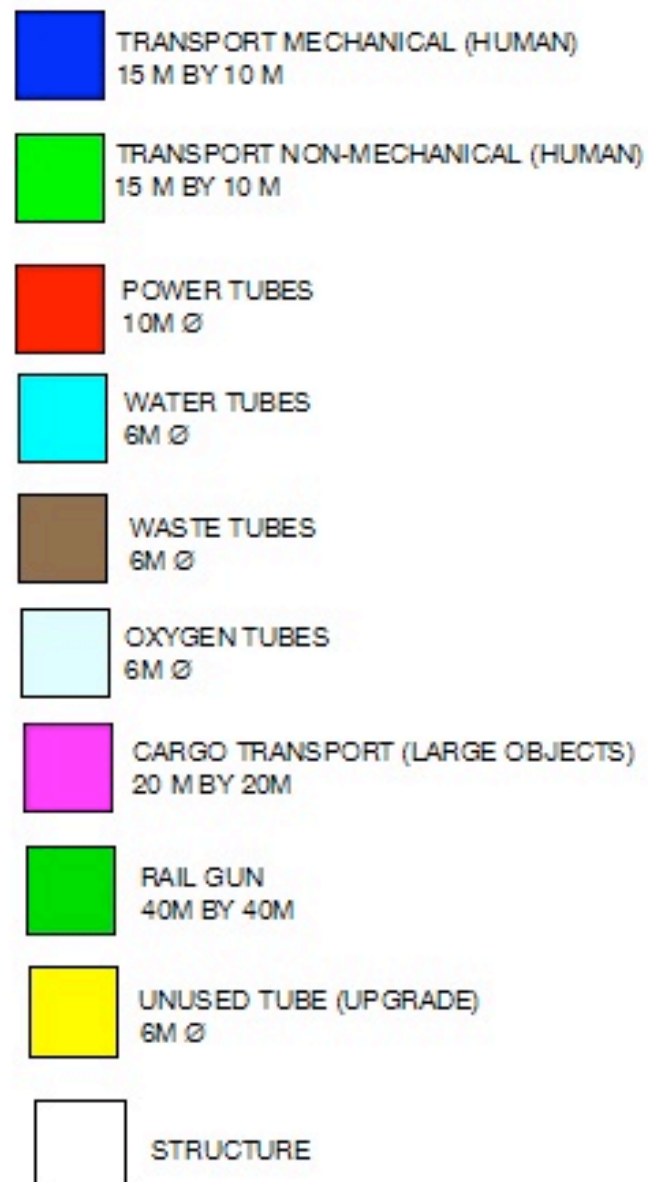 TRANSPORT MECHANICAL (HUMAN)
15 M BY 10 M
TRANSPORT NON-MECHANICAL (HUMAN)
15 M BY 10 M
POWER TUBES
10M Ø
WATER TUBES
6M Ø
WASTE TUBES
6M Ø
OXYGEN TUBES
6M Ø
CARGO TRANSPORT (LARGE OBJECTS)
20 M BY 20M
RAIL GUN
40M BY 40M
UNUSED TUBE (UPGRADE)
6M Ø
STRUCTURE